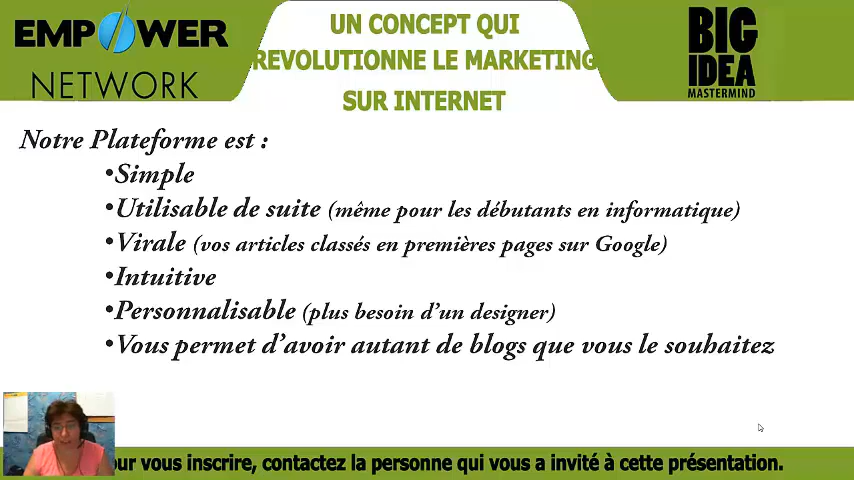 EMPOWER
NETWORK
UN CONCEPT QUI
REVOLUTIONNE LE MARKETING
SUR INTERNET
BIG
IDEA
MASTERMIND
Notre Plateforme est :
•Simple
•Utilisable de suite (même pour les débutants en informatique)
•Virale (vos articles classés en premières pages sur Google)
•Intuitive
•Personnalisable (plus besoin d’un designer)
•Vous permet d’avoir autant de blogs que vous le souhaitez
our vous inscrire, contactez la personne qui vous a invité à cette présentation.